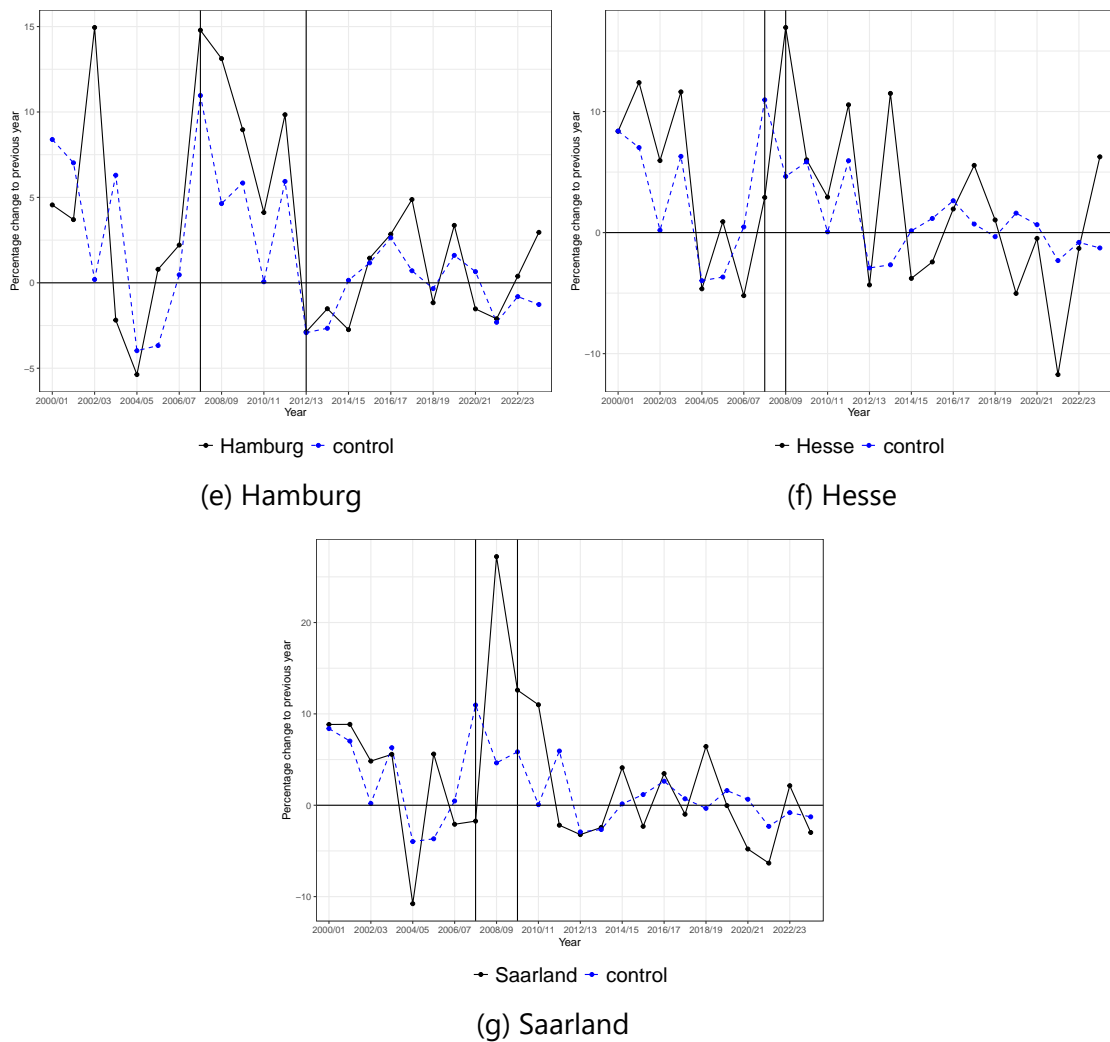 Percentage change to previous year
15
10
5
0
−5
2000/01 2002/03 2004/05 2006/07 2008/09 2010/11 2012/13 2014/15 2016/17 2018/19 2020/21 2022/23
Year
Hamburg control
(e) Hamburg
Percentage change to previous year
10
0
−10
2000/01 2002/03 2004/05 2006/07 2008/09 2010/11 2012/13 2014/15 2016/17 2018/19 2020/21 2022/23
Year
Hesse control
(f) Hesse
Percentage change to previous year
20
10
0
−10
2000/01 2002/03 2004/05 2006/07 2008/09 2010/11 2012/13 2014/15 2016/17 2018/19 2020/21 2022/23
Year
Saarland control
(g) Saarland